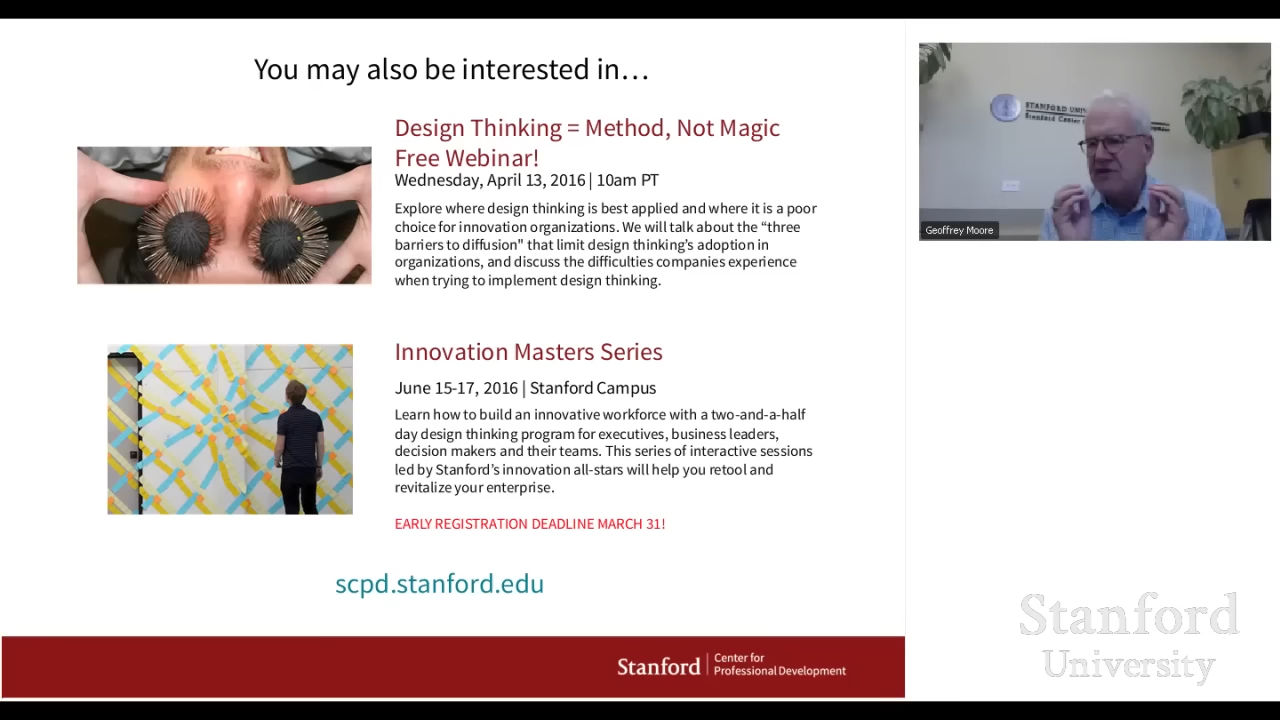 You may also be interested in…
Design Thinking = Method, Not Magic
Free Webinar!
Wednesday, April 13, 2016 | 10am PT
Explore where design thinking is best applied and where it is a poor
choice for innovation organizations. We will talk about the “three
barriers to diffusion" that limit design thinking’s adoption in
organizations, and discuss the difficulties companies experience
when trying to implement design thinking.
Innovation Masters Series
June 15-17, 2016 | Stanford Campus
Learn how to build an innovative workforce with a two-and-a-half
day design thinking program for executives, business leaders,
decision makers and their teams. This series of interactive sessions
led by Stanford’s innovation all-stars will help you retool and
revitalize your enterprise.
EARLY REGISTRATION DEADLINE MARCH 31!
scpd.stanford.edu
Stanford
Center for
Professional Development
STANFORD UNI
Stanford Center
Geoffrey Moore
Stanford
University